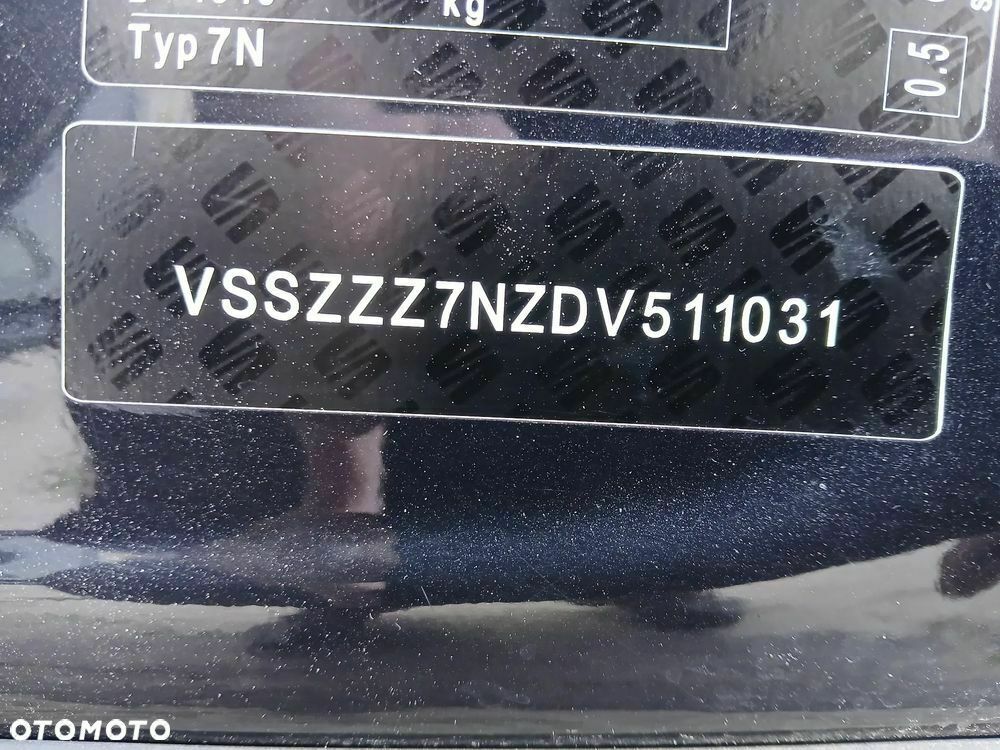 kg
Typ 7N
0.5
VSSZZZ7NZDV511031
OTOMOTO